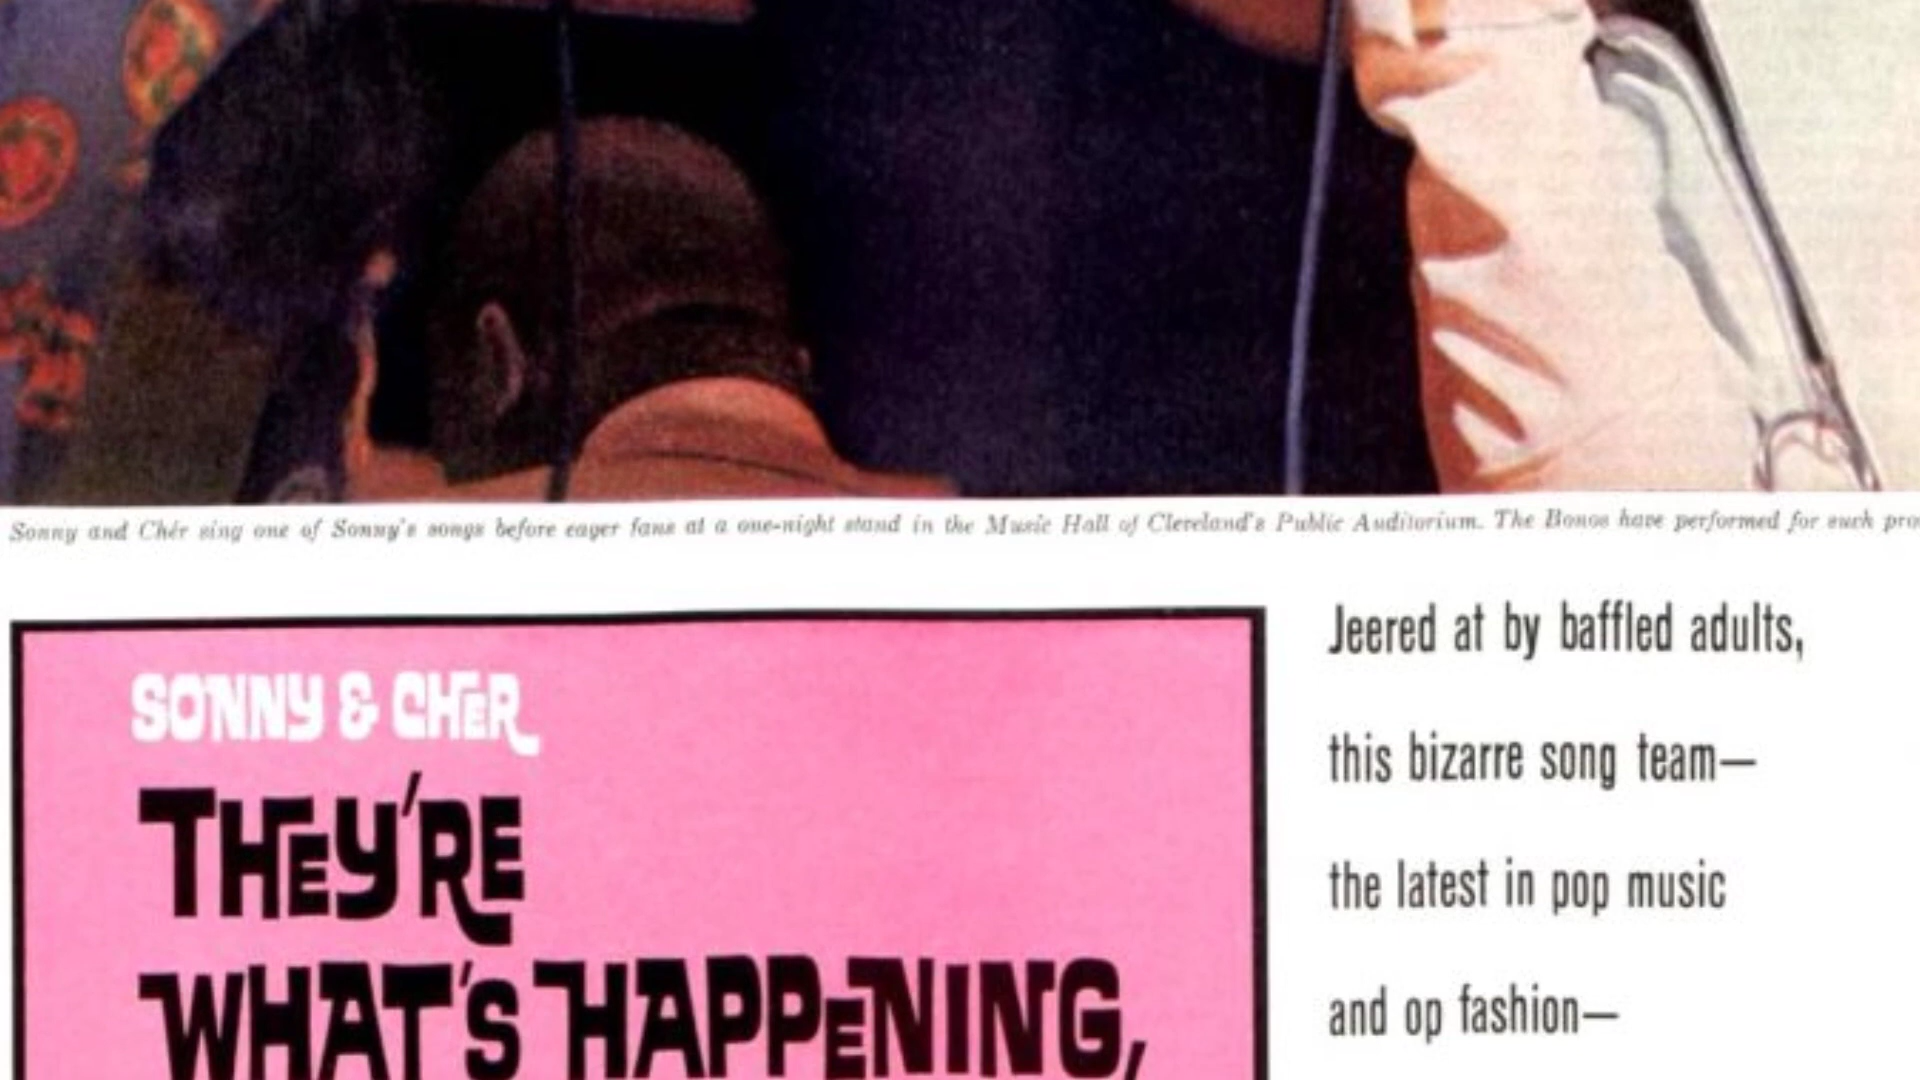 Sonny and Chér sing one of Sonny's songs before eager fans at a one-night stand in the Music Hall of Cleveland's Public Auditorium. The Bonos have performed for such
SONNY & CHER
THEY'RE
WHAT'S HAPPENING,
Jeered at by baffled adults,
this bizarre song team—
the latest in pop music
and op fashion—